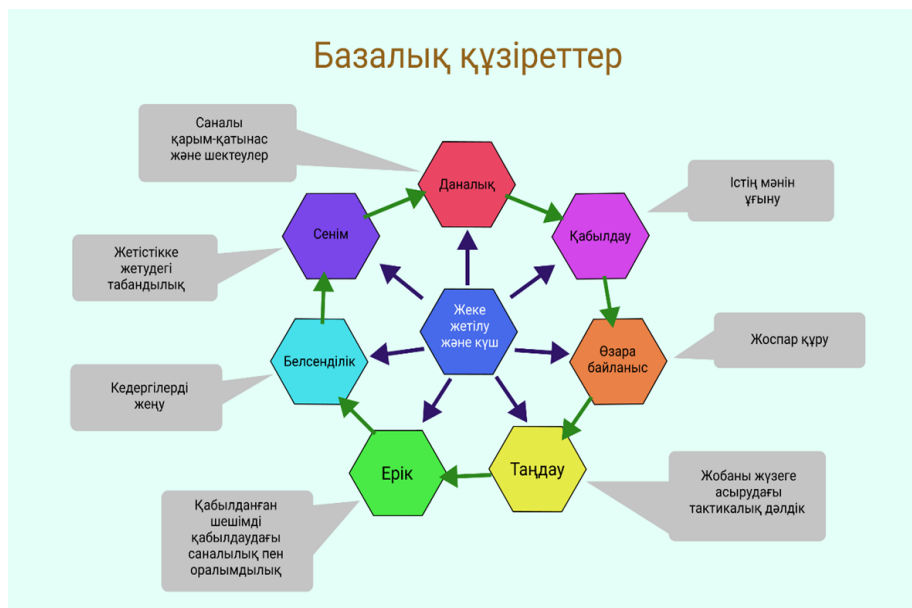 Базалық құзіреттер
Саналы
қарым-қатынас
және шектеулер
Даналық
Істің мәнін
ұғыну
Қабылдау
Сенім
Жетістікке
жетудегі
табандылық
Жеке
жетілу
және күш
Өзара
байланыс
Жоспар құру
Белсенділік
Кедергілерді
жеңу
Ерік
Таңдау
Жобаны жүзеге
асырудағы
тактикалық дәлдік
Қабылданған
шешімді
қабылдаудағы
саналылық пен
оралымдылық